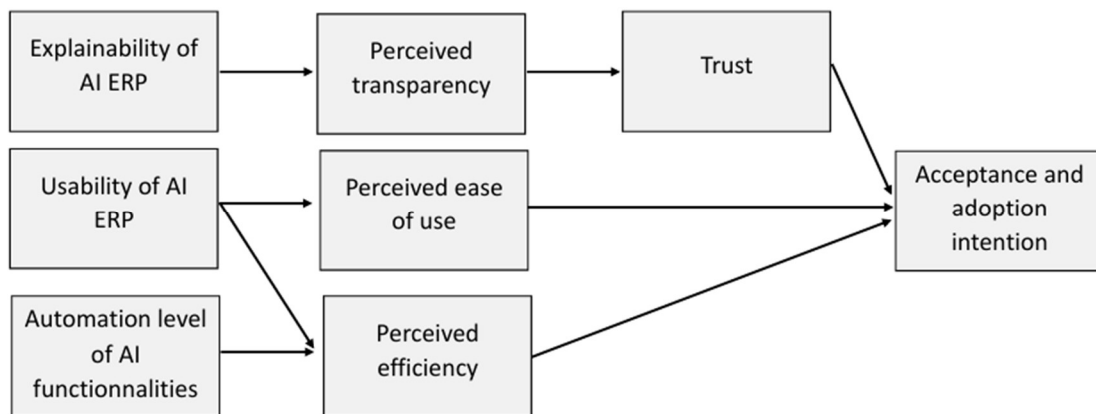 Explainability of
AI ERP
Perceived
transparency
Trust
Usability of AI
ERP
Perceived ease
of use
Acceptance and
adoption
intention
Automation level
of AI
functionnalities
Perceived
efficiency